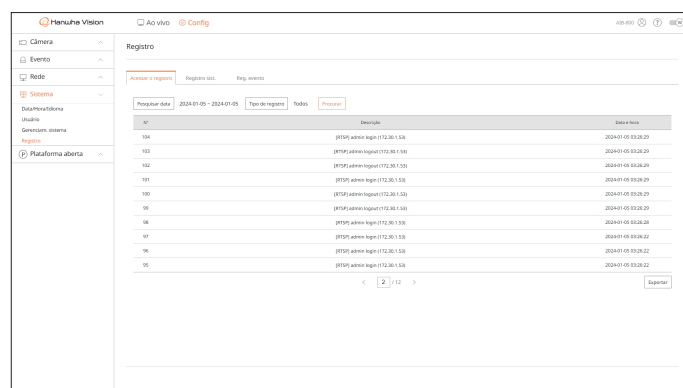 Hanwha Vision
Ao vivo
Config
AIB-800
Câmera
Evento
Rede
Sistema
Data/Hora/Idioma
Usuário
Gerenciam. sistema
Registro
Plataforma aberta
Registro
Acessar o registro Registro sist. Reg. evento
Pesquisar data 2024-01-05 ~ 2024-01-05 Tipo de registro Todos Procurar
N° Descrição Data e hora
104 [RTSP] admin login (172.30.1.53) 2024-01-05 03:26:29
103 [RTSP] admin logout (172.30.1.53) 2024-01-05 03:26:29
102 [RTSP] admin logout (172.30.1.53) 2024-01-05 03:26:29
101 [RTSP] admin login (172.30.1.53) 2024-01-05 03:26:29
100 [RTSP] admin logout (172.30.1.53) 2024-01-05 03:26:29
99 [RTSP] admin logout (172.30.1.53) 2024-01-05 03:26:29
98 [RTSP] admin login (172.30.1.53) 2024-01-05 03:26:28
97 [RTSP] admin login (172.30.1.53) 2024-01-05 03:26:22
96 [RTSP] admin login (172.30.1.53) 2024-01-05 03:26:22
95 [RTSP] admin login (172.30.1.53) 2024-01-05 03:26:22
< 2 / 12 >
Exportar